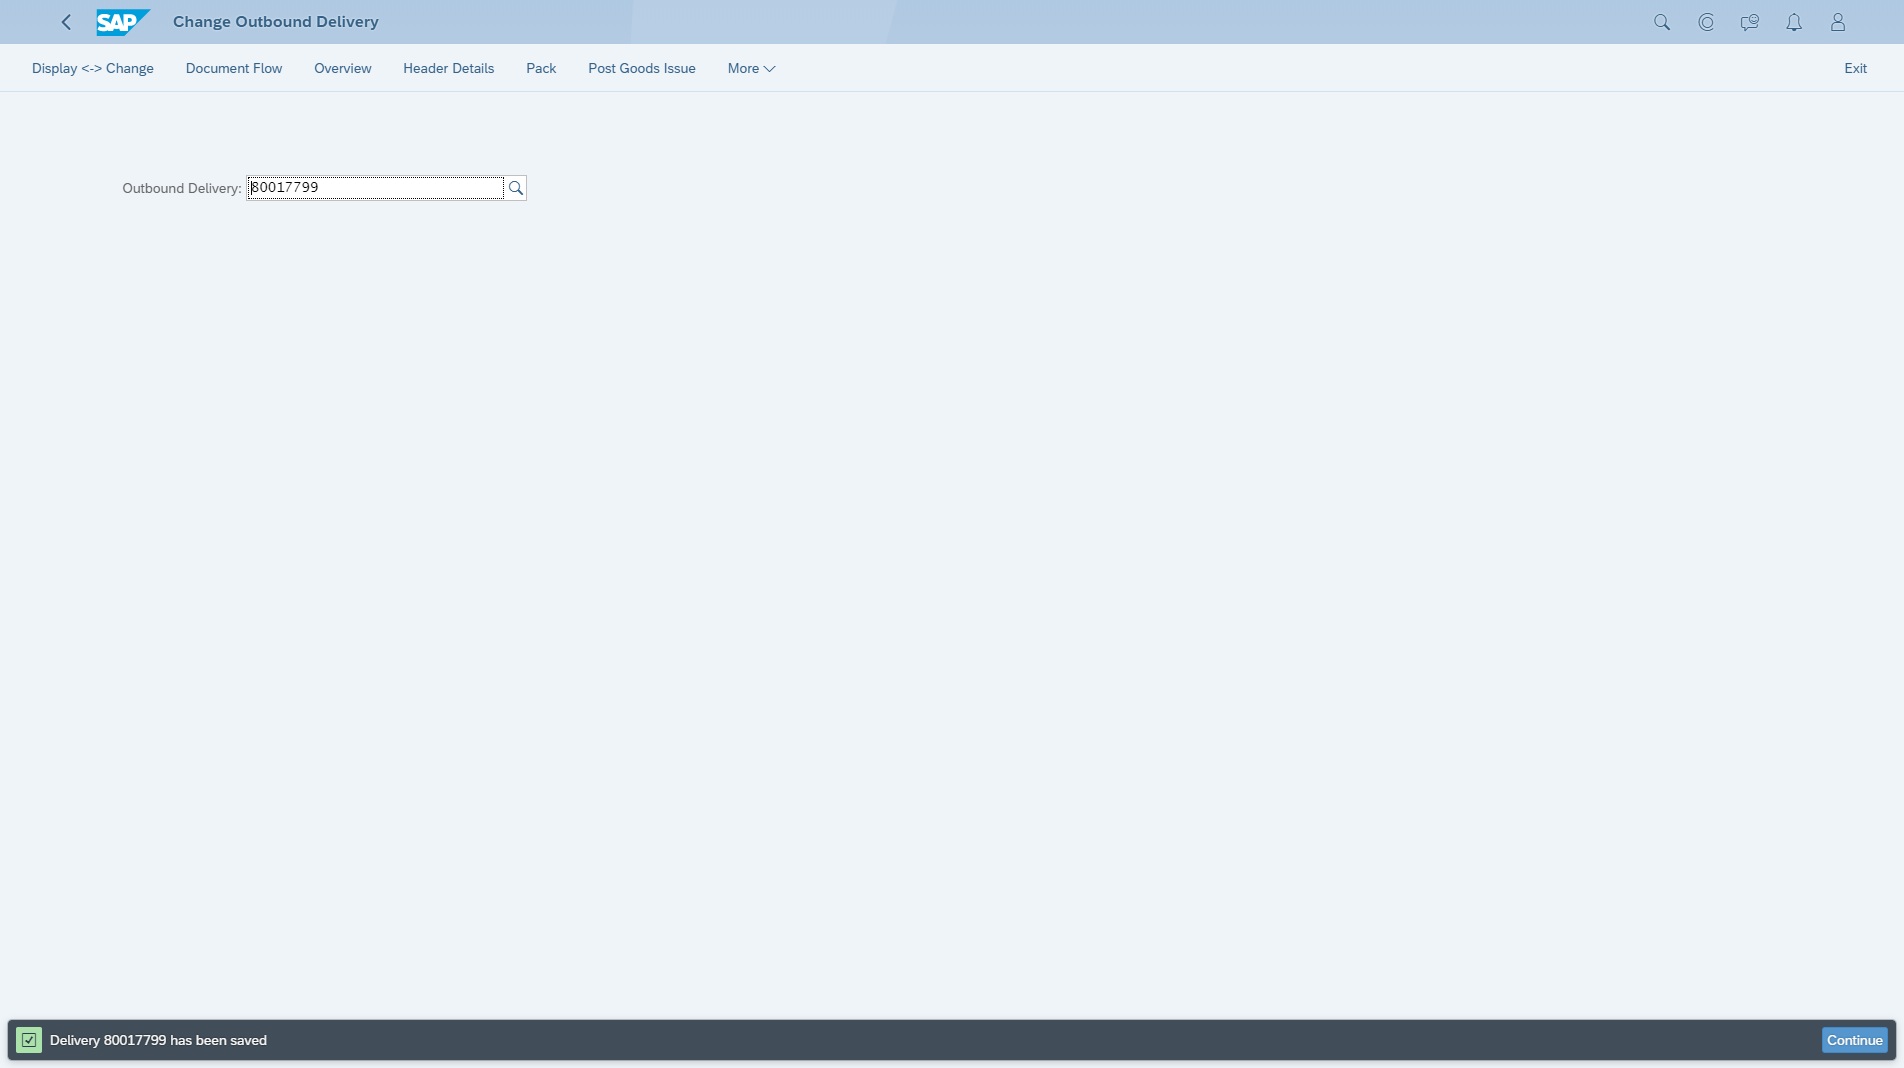 SAP Change Outbound Delivery
Display <-> Change Document Flow Overview Header Details Pack Post Goods Issue More Exit
Outbound Delivery: 80017799
Delivery 80017799 has been saved Continue